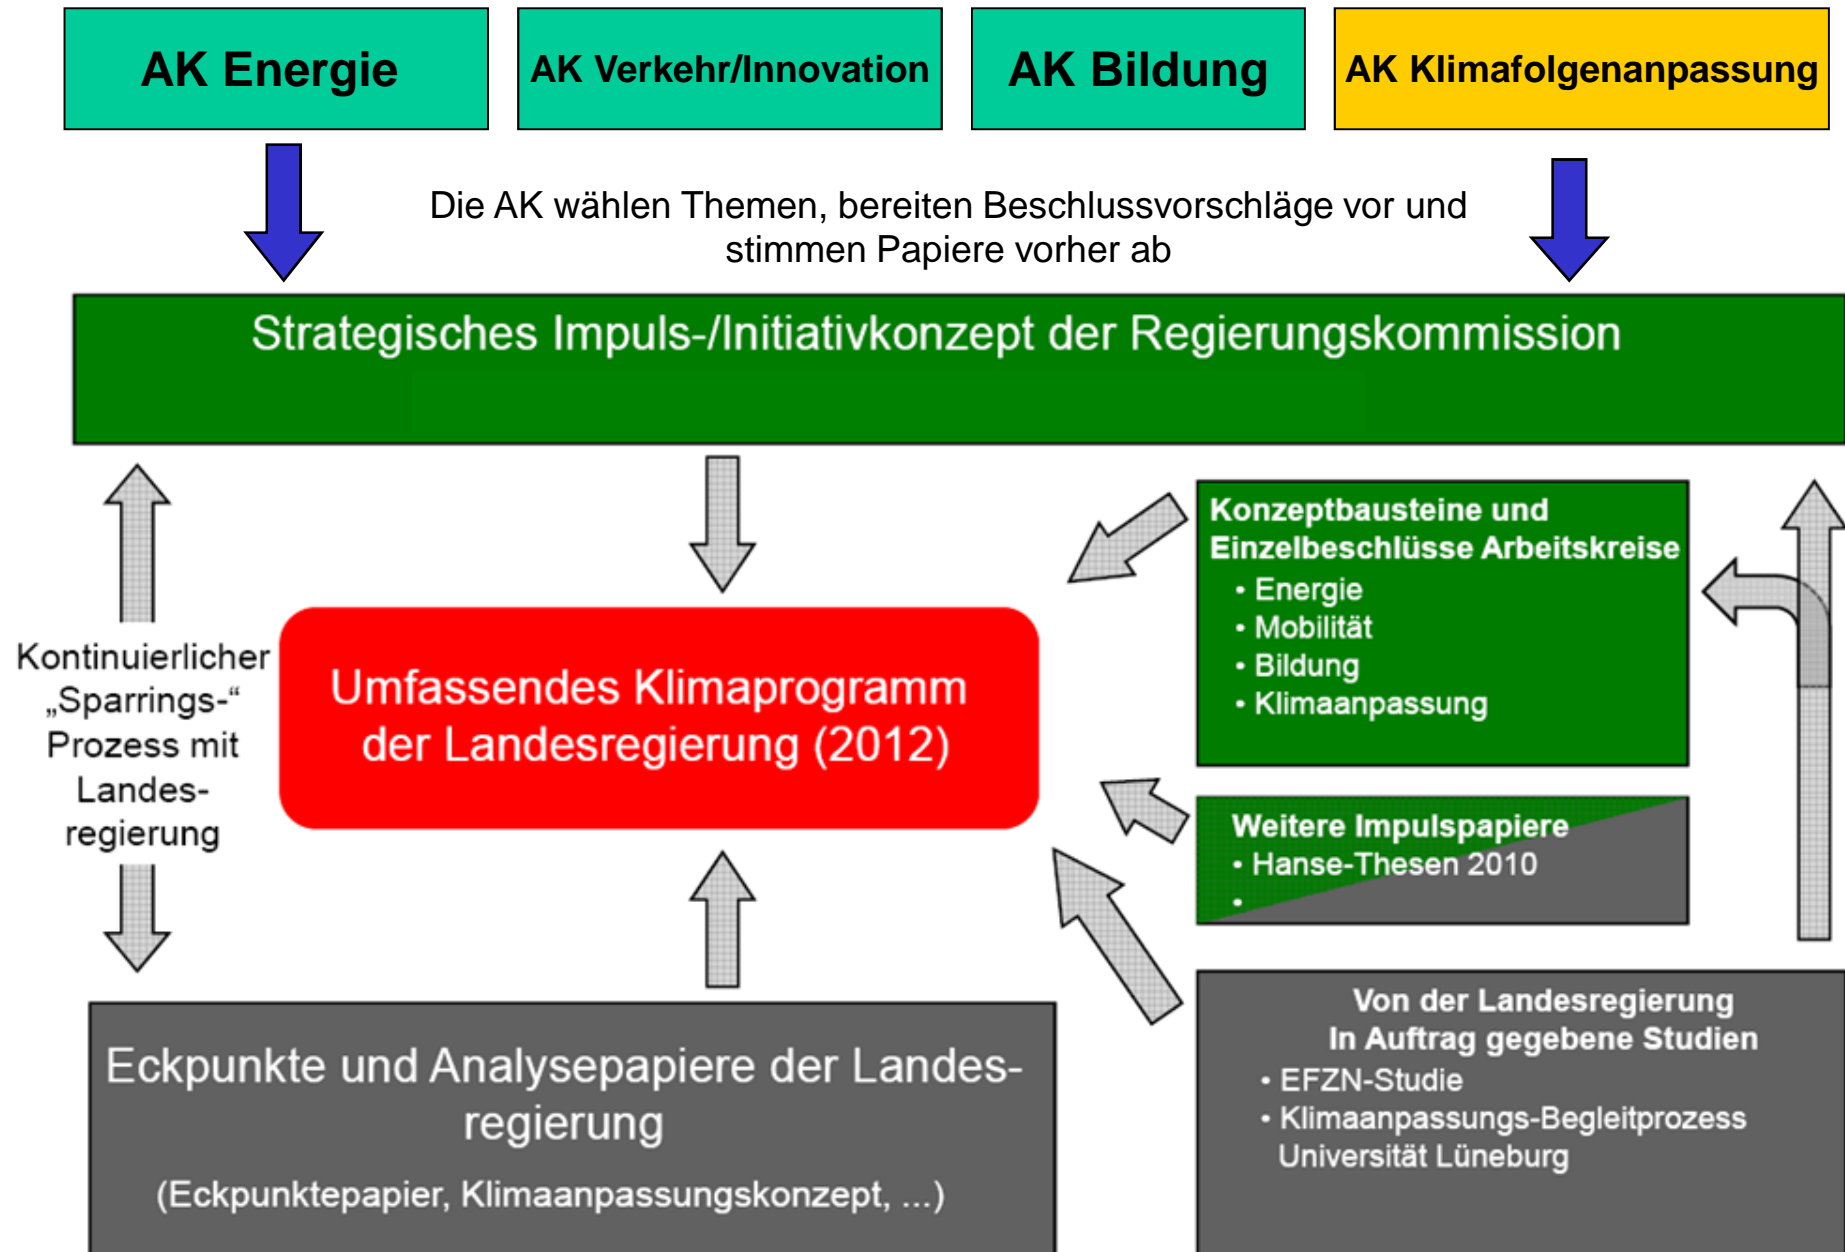 AK Energie
AK Verkehr/Innovation
AK Bildung
AK Klimafolgenanpassung
Die AK wählen Themen, bereiten Beschlussvorschläge vor und
stimmen Papiere vorher ab
Strategisches Impuls-/Initiativkonzept der Regierungskommission
Kontinuierlicher
„Sparrings-“
Prozess mit
Landes-
regierung
Umfassendes Klimaprogramm
der Landesregierung (2012)
Konzeptbausteine und
Einzelbeschlüsse Arbeitskreise
• Energie
• Mobilität
• Bildung
• Klimaanpassung
Weitere Impulspapiere
• Hanse-Thesen 2010
•
Eckpunkte und Analysepapiere der Landes-
regierung
(Eckpunktepapier, Klimaanpassungskonzept, ...)
Von der Landesregierung
In Auftrag gegebene Studien
• EFZN-Studie
• Klimaanpassungs-Begleitprozess
Universität Lüneburg